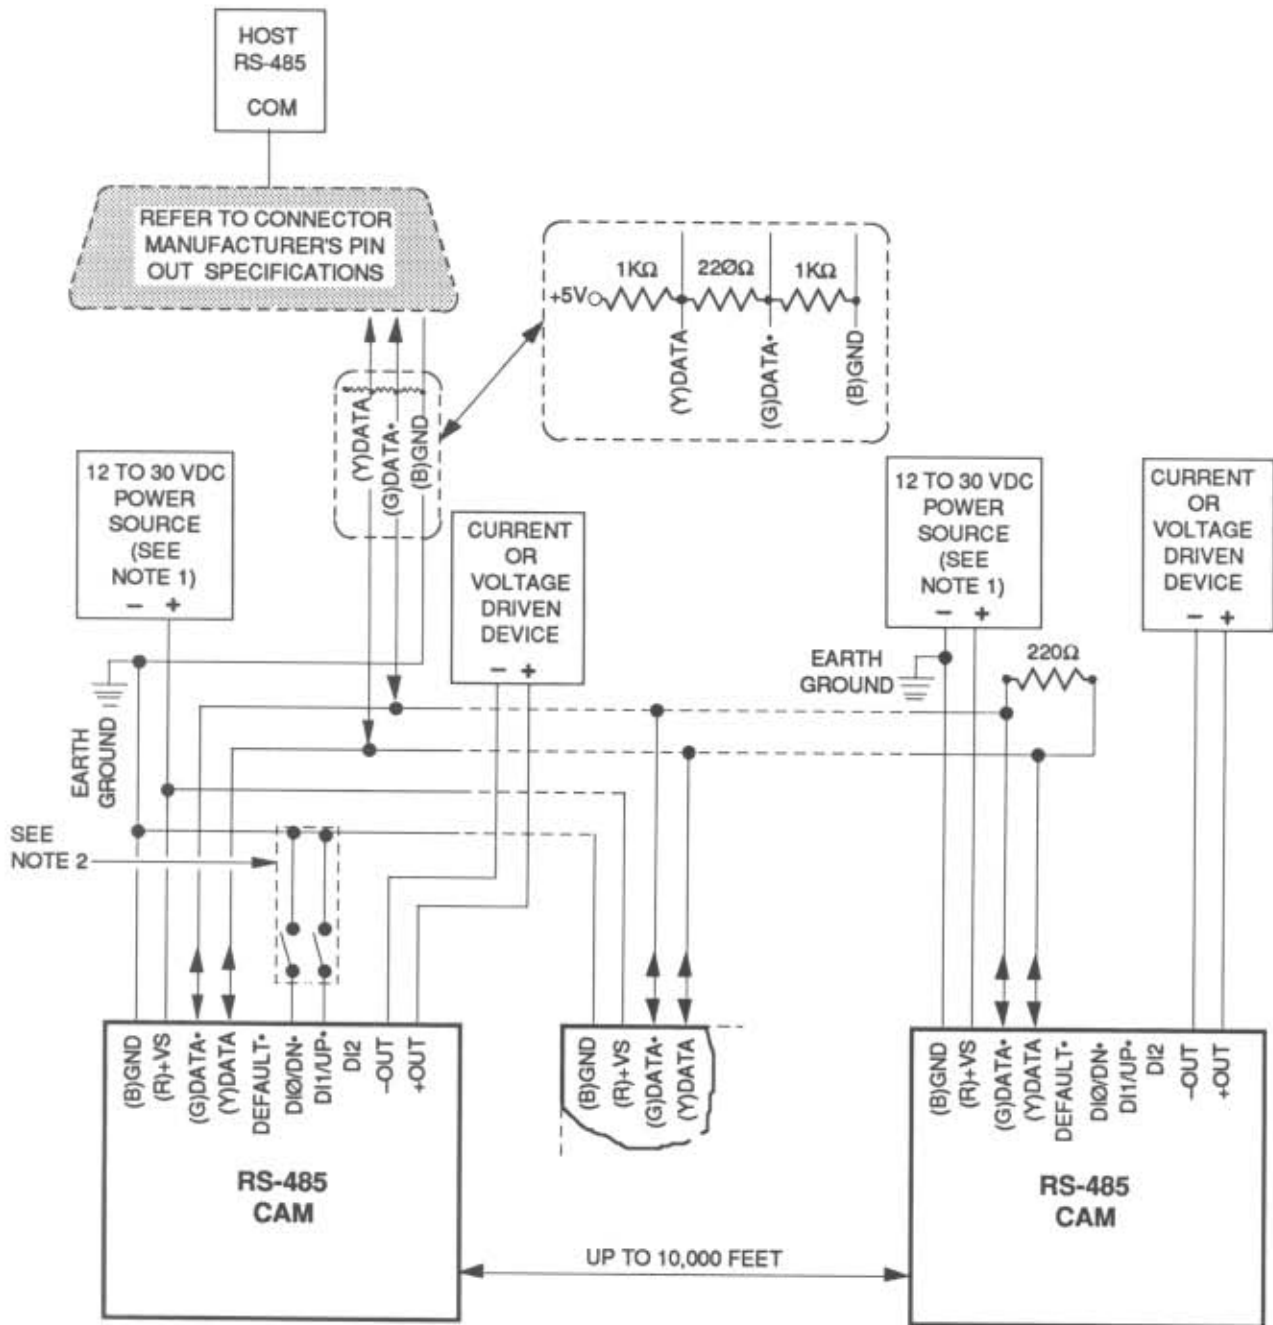 HOST
RS-485
COM
REFER TO CONNECTOR
MANUFACTURER'S PIN
OUT SPECIFICATIONS
1KΩ
22ØΩ
1KΩ
+5V
(Y)DATA
(G)DATA*
(B)GND
(Y)DATA
(G)DATA*
(B)GND
12 TO 30 VDC
POWER
SOURCE
(SEE
NOTE 1)
- +
CURRENT
OR
VOLTAGE
DRIVEN
DEVICE
- +
12 TO 30 VDC
POWER
SOURCE
(SEE
NOTE 1)
- +
CURRENT
OR
VOLTAGE
DRIVEN
DEVICE
- +
EARTH
GROUND
EARTH
GROUND
220Ω
SEE
NOTE 2
(B)GND
(R)+VS
(G)DATA*
(Y)DATA
DEFAULT*
DIØ/DN*
DI1/UP*
DI2
-OUT
+OUT
RS-485
CAM
(B)GND
(R)+VS
(G)DATA*
(Y)DATA
(B)GND
(R)+VS
(G)DATA*
(Y)DATA
DEFAULT*
DIØ/DN*
DI1/UP*
DI2
-OUT
+OUT
RS-485
CAM
UP TO 10,000 FEET